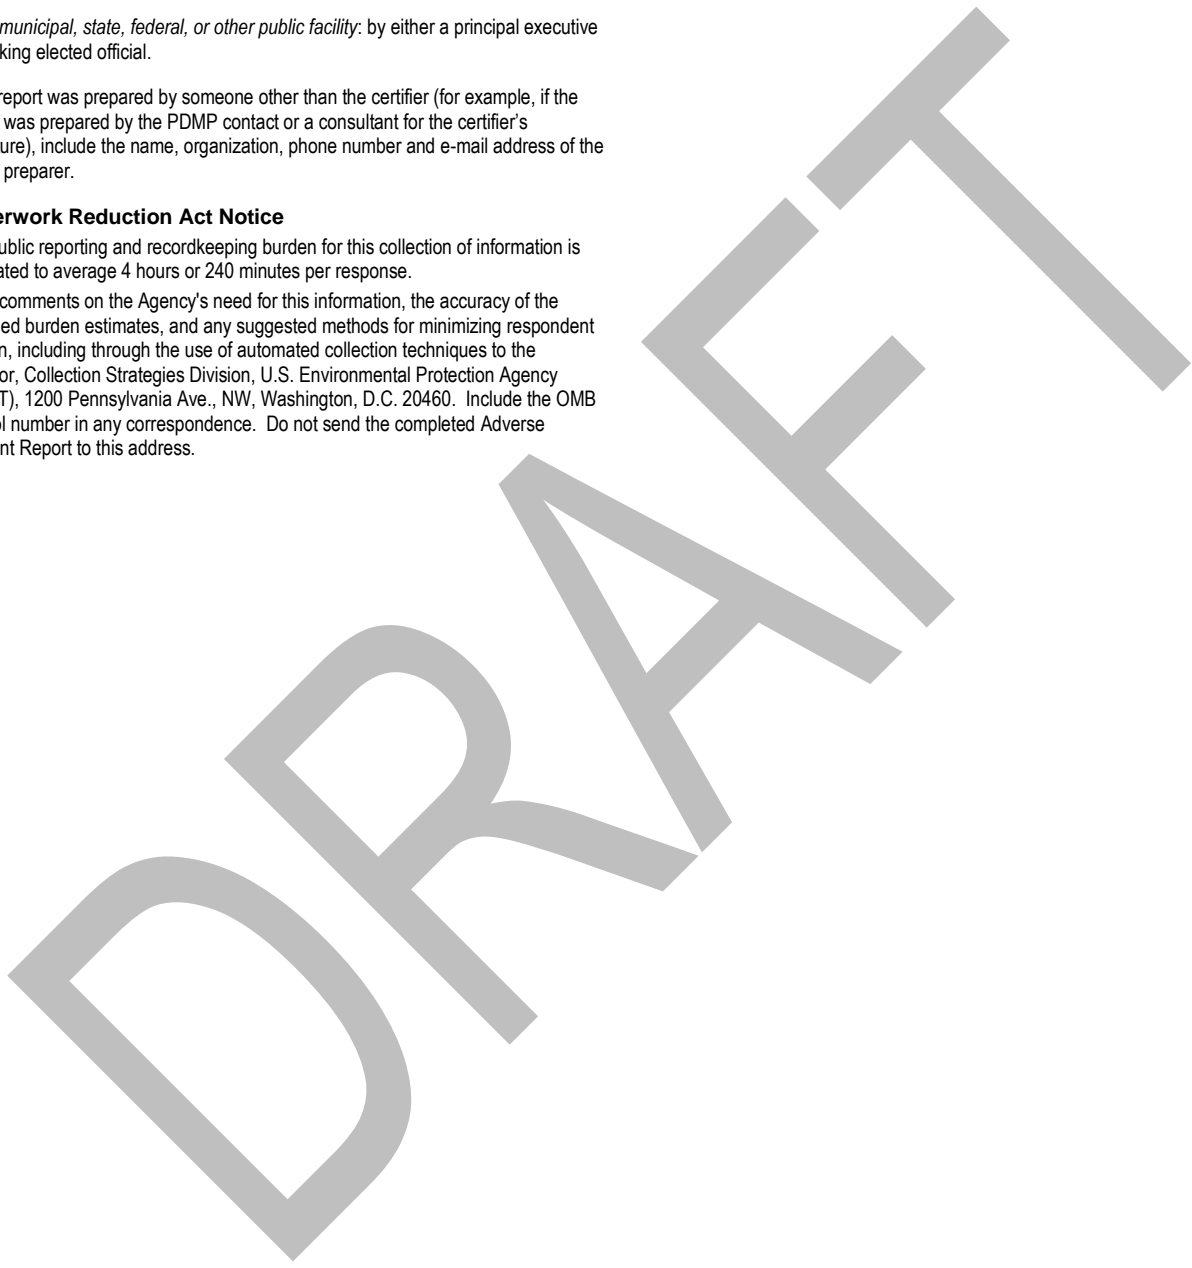 municipal, state, federal, or other public facility: by either a principal executive
king elected official.
report was prepared by someone other than the certifier (for example, if the
was prepared by the PDMP contact or a consultant for the certifier's
ure), include the name, organization, phone number and e-mail address of the
preparer.
erwork Reduction Act Notice
ublic reporting and recordkeeping burden for this collection of information is
ated to average 4 hours or 240 minutes per response.
comments on the Agency's need for this information, the accuracy of the
ed burden estimates, and any suggested methods for minimizing respondent
n, including through the use of automated collection techniques to the
or, Collection Strategies Division, U.S. Environmental Protection Agency
T), 1200 Pennsylvania Ave., NW, Washington, D.C. 20460.  Include the OMB
ol number in any correspondence.  Do not send the completed Adverse
nt Report to this address.
DRAFT